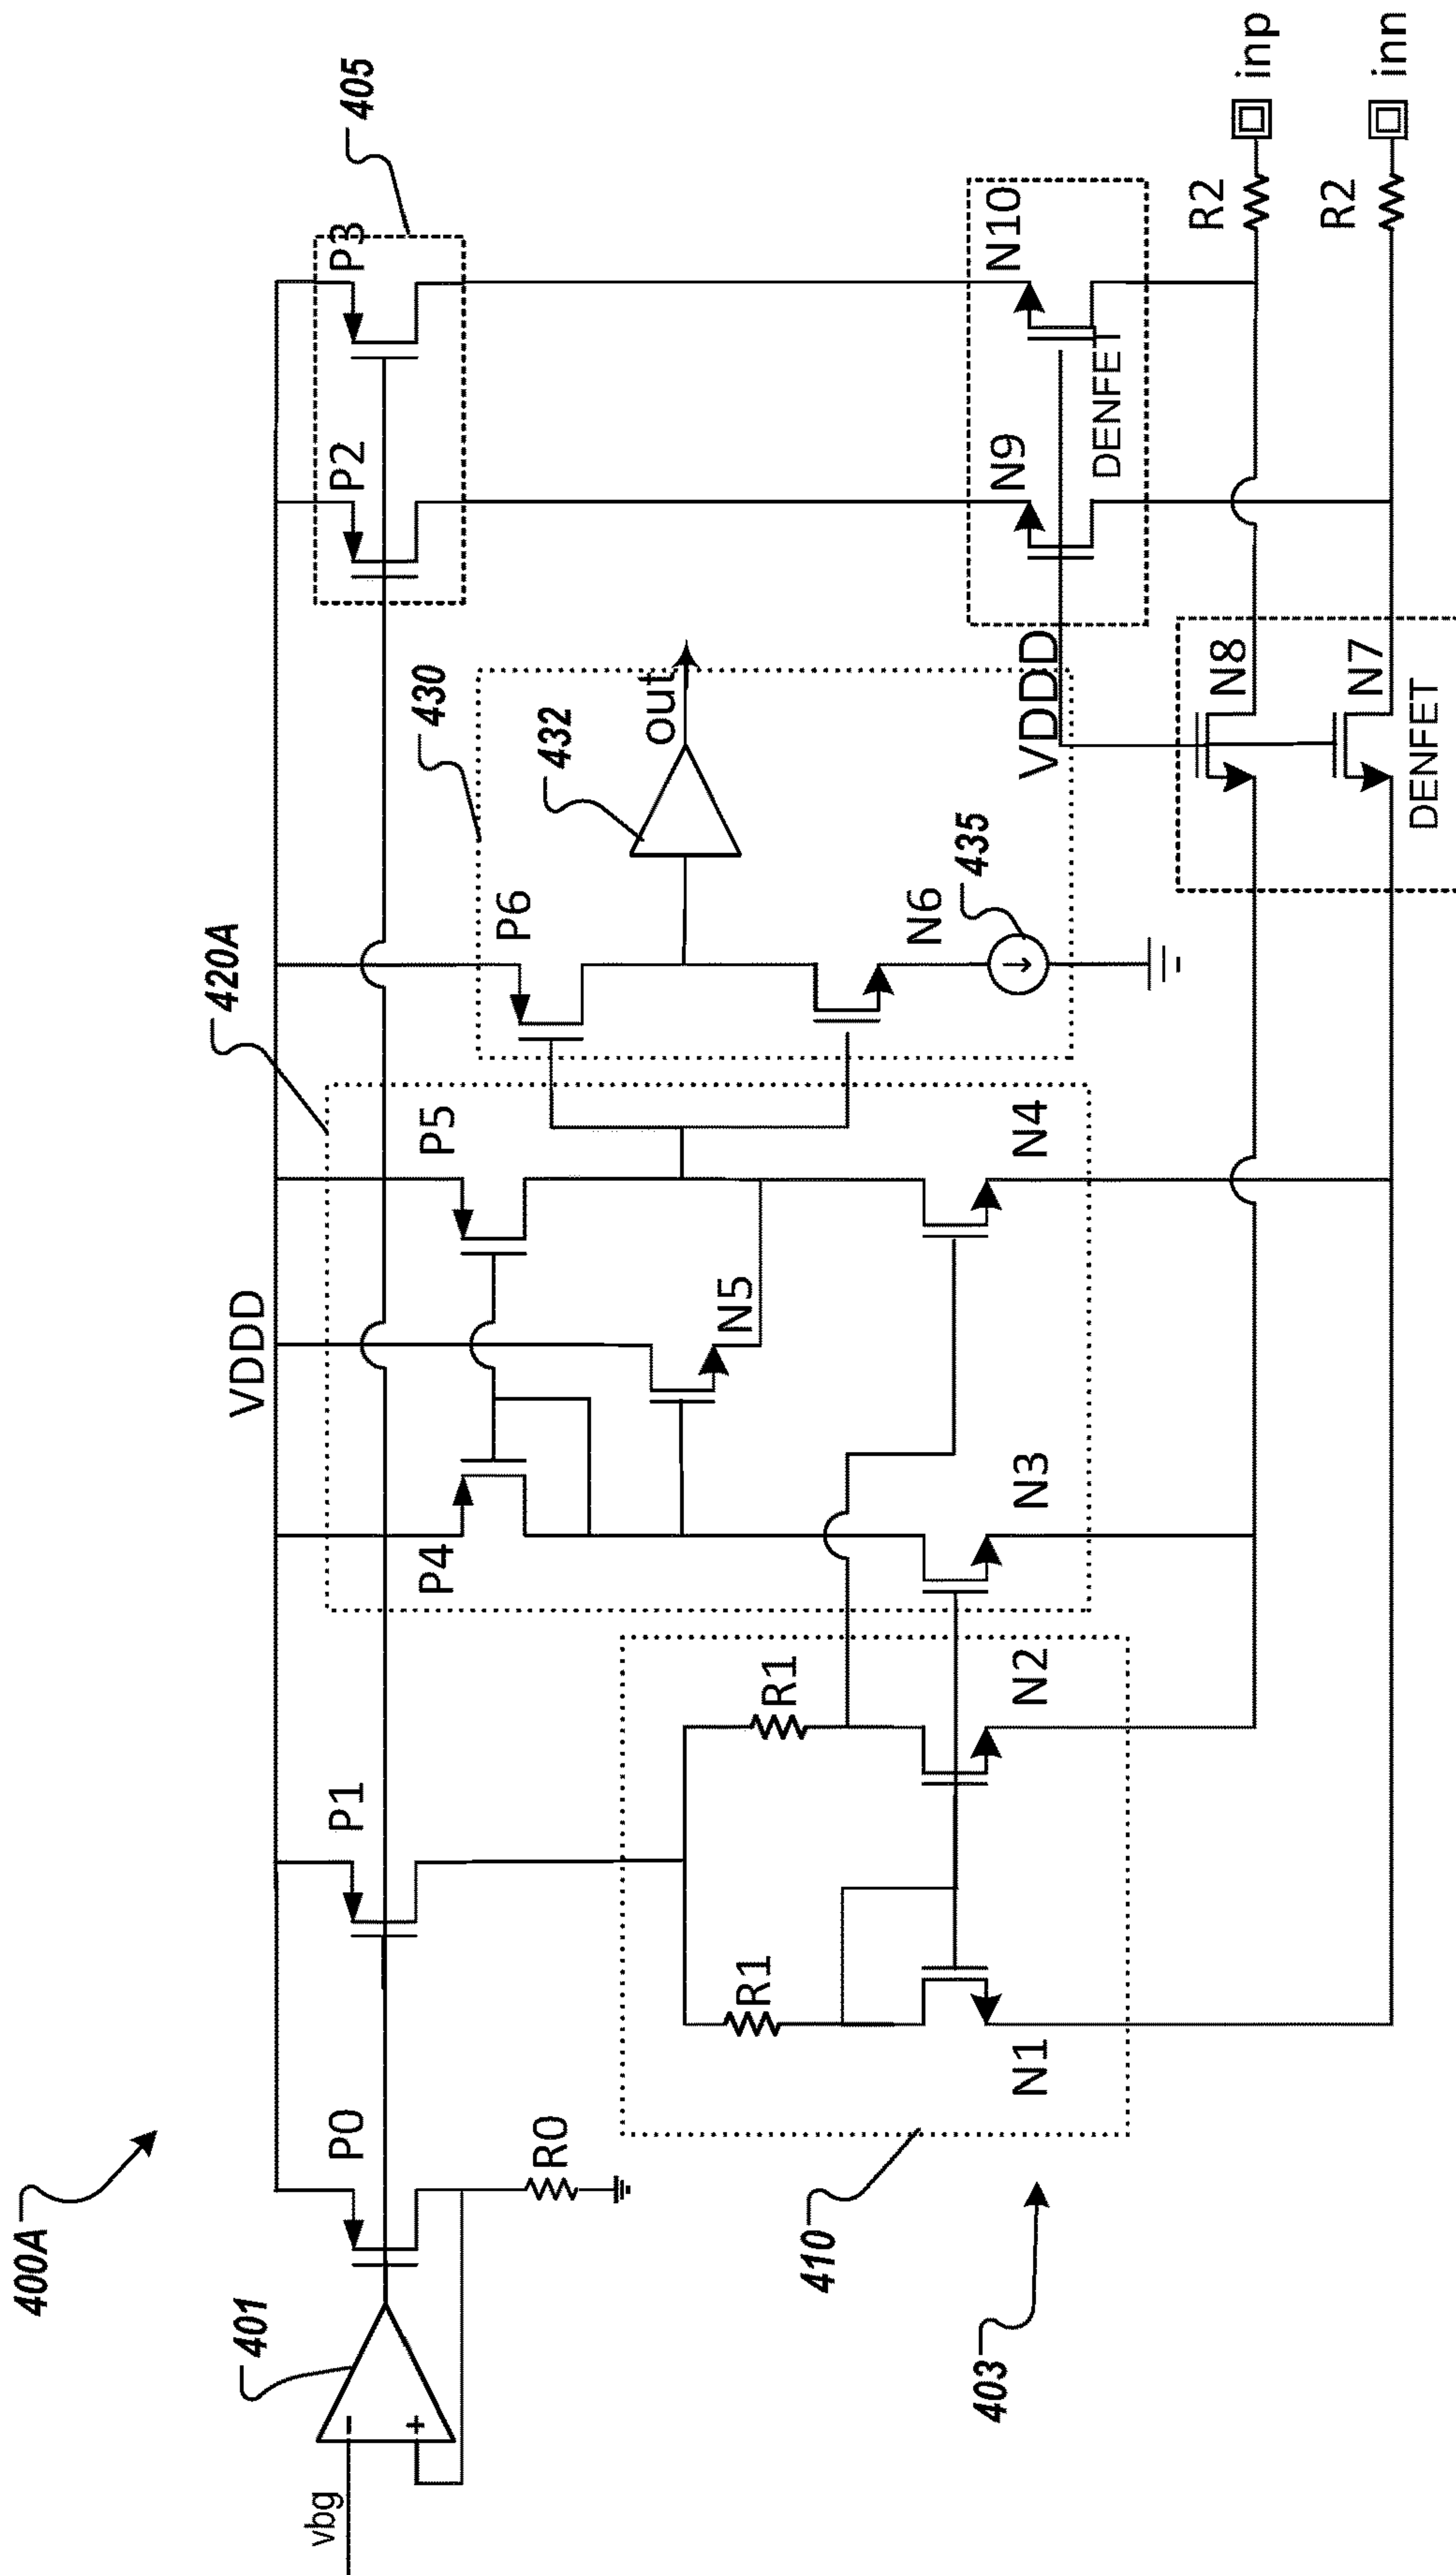 400A
401
vbg
−
+
P0
R0
VDDD
P1
R1
R1
N1
N2
410
403
420A
P4
P5
N5
N3
N4
430
P6
432
out
N6
435
405
P2
P3
VDDD
N9
N10
DENFET
N8
N7
DENFET
R2
inp
R2
inn